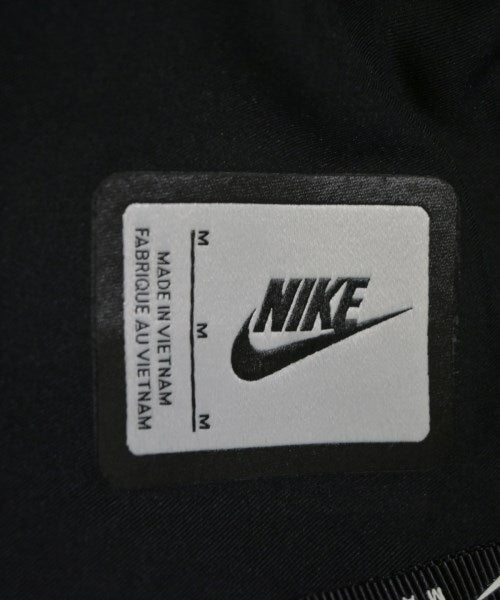 NIKE
M M M
MADE IN VIETNAM
FABRIQUE AU VIETNAM